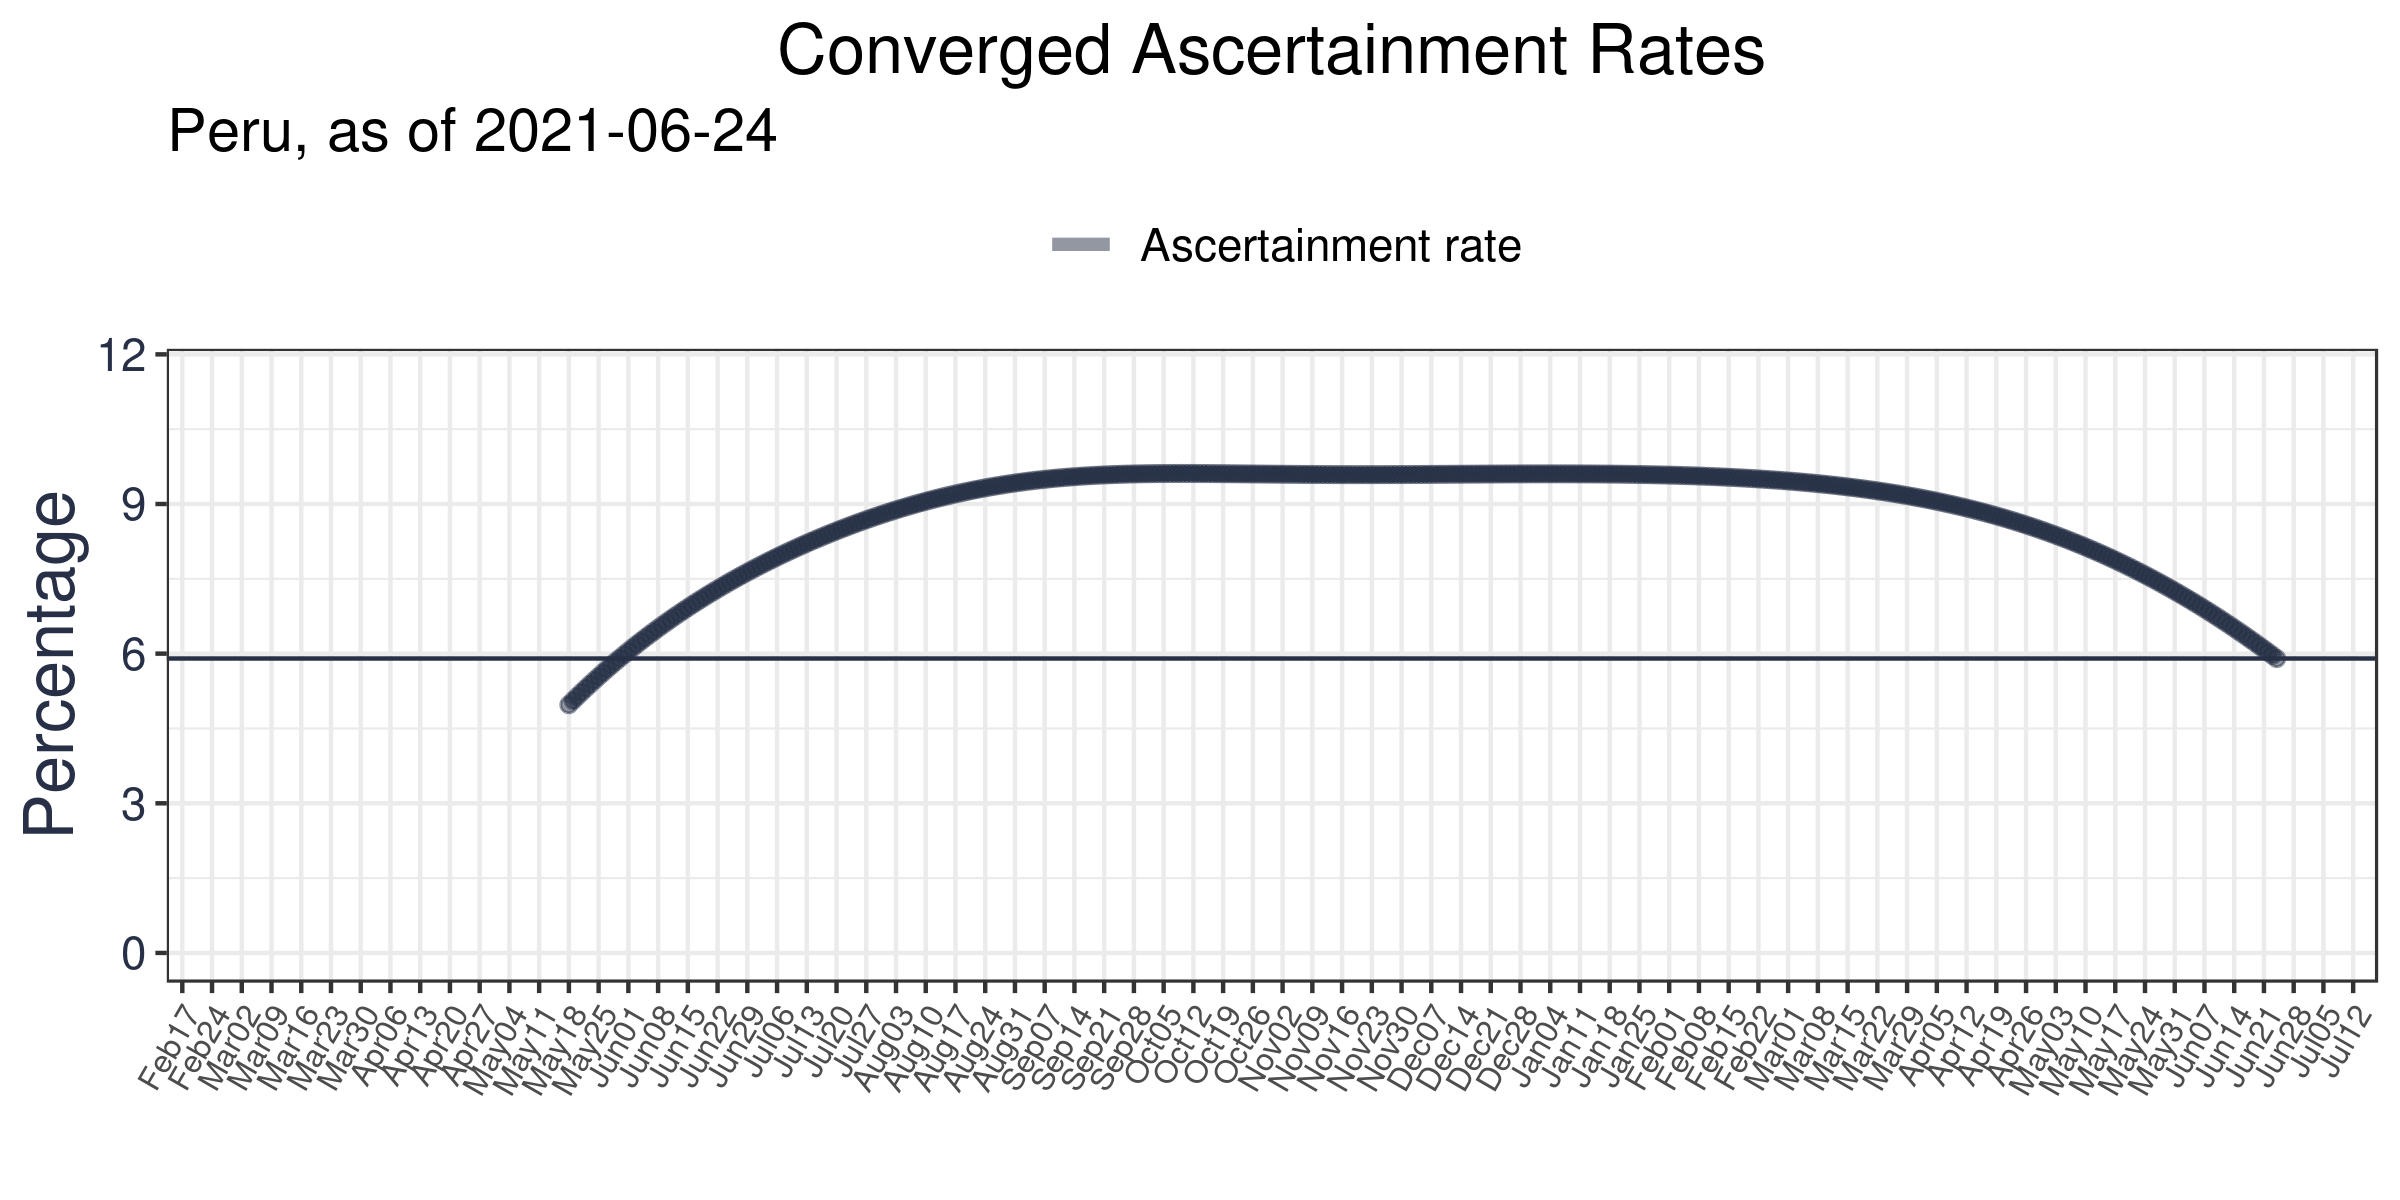 Converged Ascertainment Rates
Peru, as of 2021-06-24
Ascertainment rate
Percentage
12
9
6
3
0
Feb17 Feb24 Mar02 Mar09 Mar16 Mar23 Mar30 Apr06 Apr13 Apr20 Apr27 May04 May11 May18 May25 Jun01 Jun08 Jun15 Jun22 Jun29 Jul06 Jul13 Jul20 Jul27 Aug03 Aug10 Aug17 Aug24 Aug31 Sep07 Sep14 Sep21 Sep28 Oct05 Oct12 Oct19 Oct26 Nov02 Nov09 Nov16 Nov23 Nov30 Dec07 Dec14 Dec21 Dec28 Jan04 Jan11 Jan18 Jan25 Feb01 Feb08 Feb15 Feb22 Mar01 Mar08 Mar15 Mar22 Mar29 Apr05 Apr12 Apr19 Apr26 May03 May10 May17 May24 May31 Jun07 Jun14 Jun21 Jun28 Jul05 Jul12